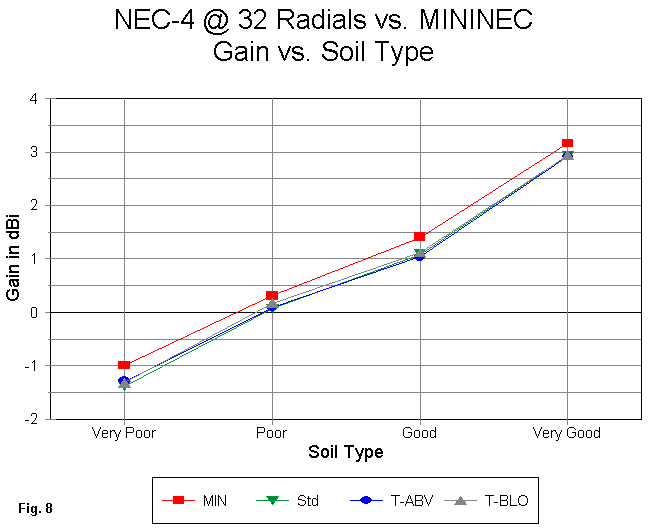 NEC-4 @ 32 Radials vs. MININEC
Gain vs. Soil Type
4
3
2
1
0
-1
-2
Gain in dBi
Very Poor
Poor
Good
Very Good
Soil Type
MIN
Std
T-ABV
T-BLO
Fig. 8